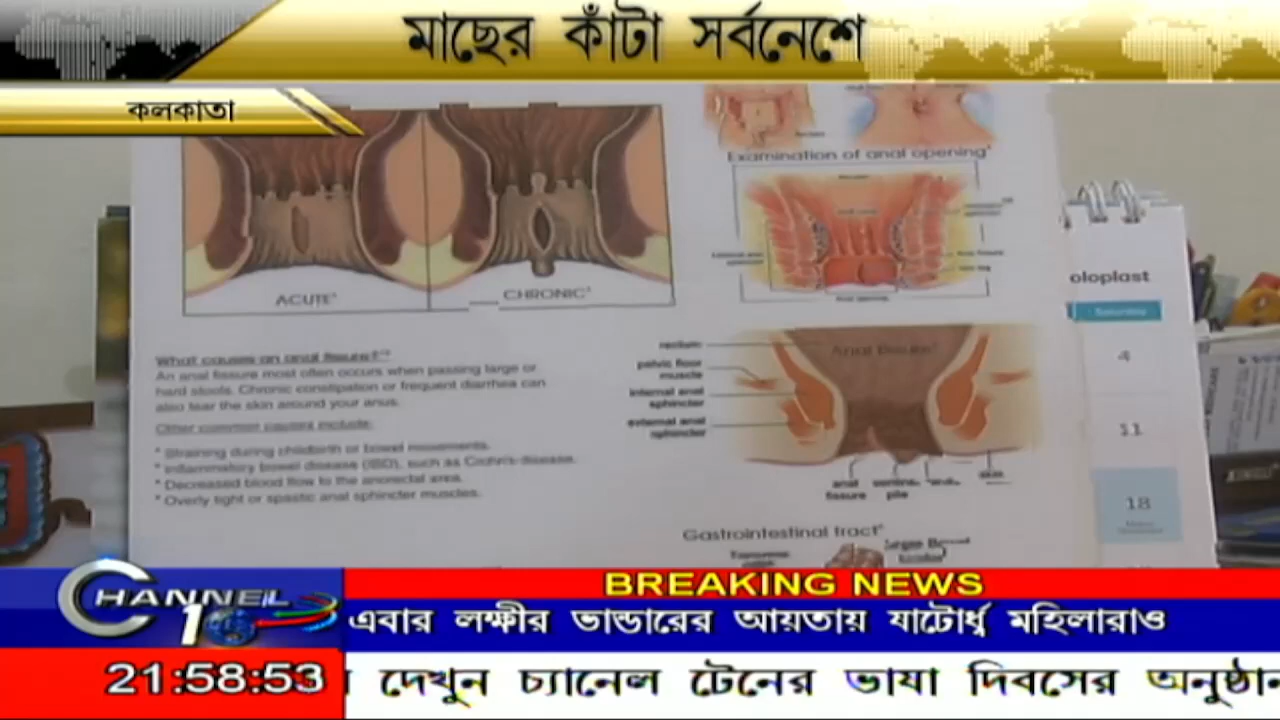 মাছের কাঁটা সর্বনেশে
কলকাতা
Examination of anal opening
ACUTE
CHRONIC
What causes an anal fissure?
An anal fissure most often occurs when passing large or
hard stools. Chronic constipation or frequent diarrhea can
also tear the skin around your anus.
Other common causes include:
* Straining during childbirth or bowel movements.
* Inflammatory bowel disease (IBD), such as Crohn's disease.
* Decreased blood flow to the anorectal area.
* Overly tight or spastic anal sphincter muscles.
Anal fissure
rectum
pelvic floor
muscle
internal anal
sphincter
external anal
sphincter
anal
fissure
pile
skin
Gastrointestinal tract
oloplast
Saturday
4
11
18
CHANNEL
10
BREAKING NEWS
এবার লক্ষীর ভান্ডারের আয়তায় যাটোর্ধ্ব মহিলারাও
21:58:53
দেখুন চ্যানেল টেনের ভাযা দিবসের অনুষ্ঠান